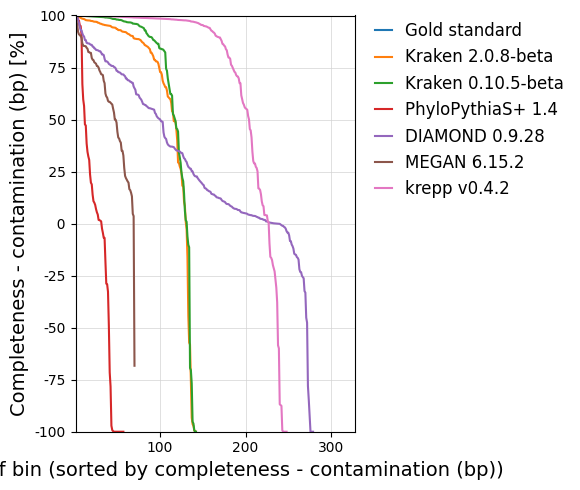 Completeness - contamination (bp) [%]
100
75
50
25
0
-25
-50
-75
-100
100
200
300
f bin (sorted by completeness - contamination (bp))
Gold standard
Kraken 2.0.8-beta
Kraken 0.10.5-beta
PhyloPythiaS+ 1.4
DIAMOND 0.9.28
MEGAN 6.15.2
krepp v0.4.2